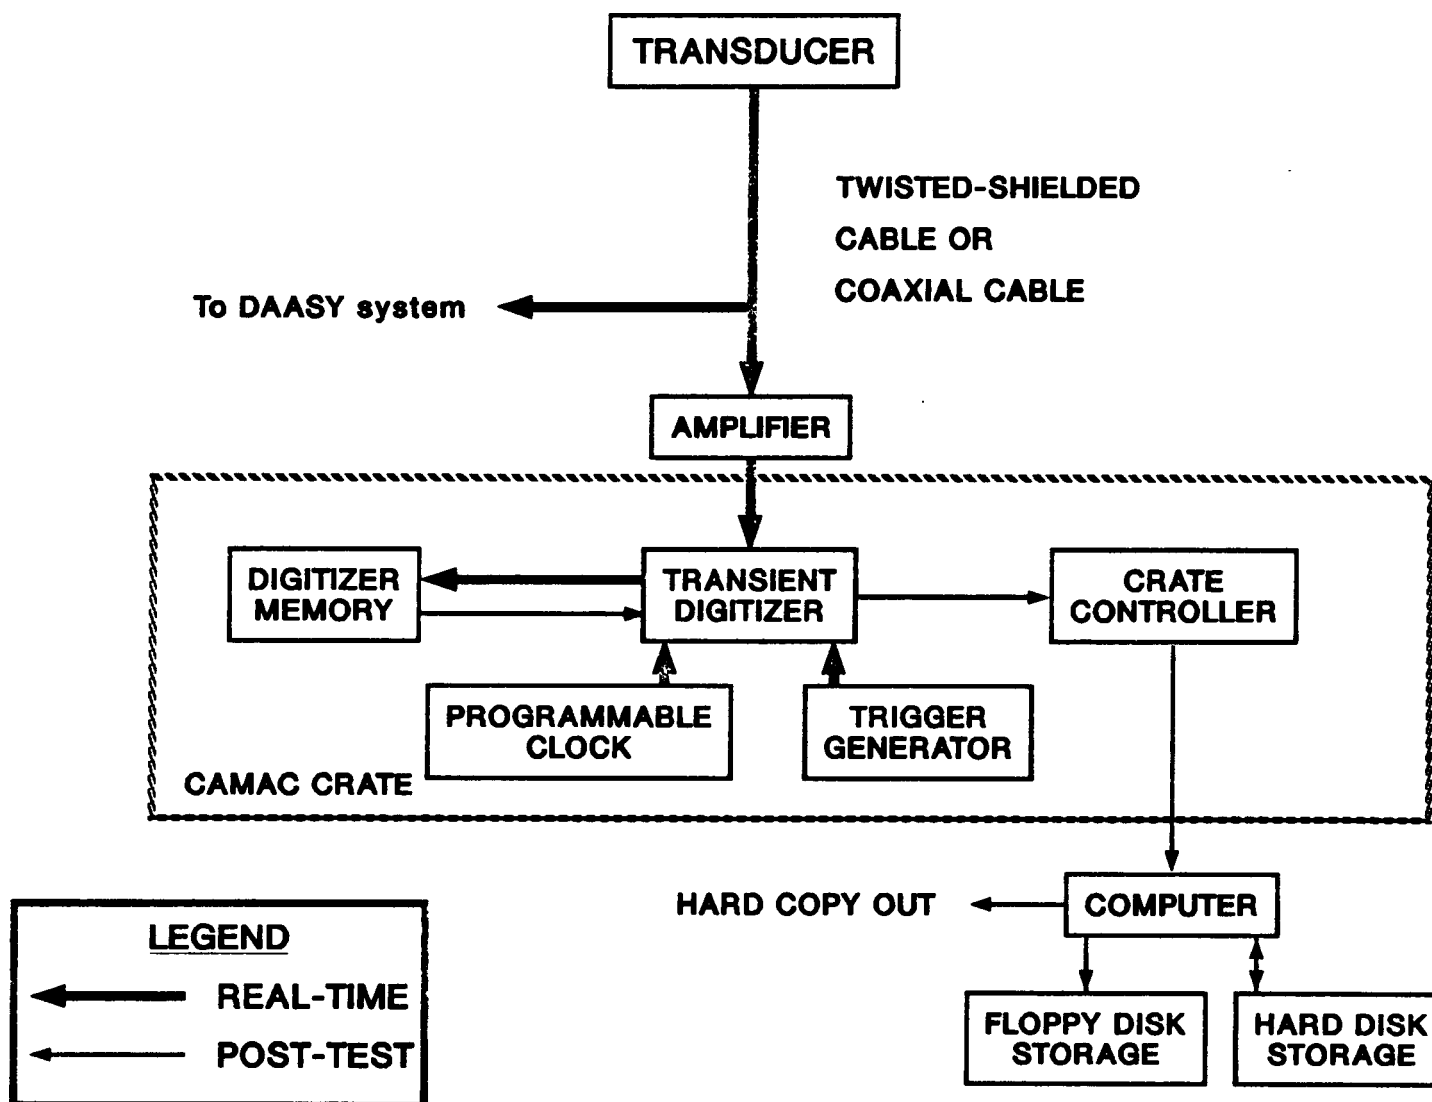 TRANSDUCER
TWISTED-SHIELDED
CABLE OR
COAXIAL CABLE
To DAASY system
AMPLIFIER
DIGITIZER
MEMORY
TRANSIENT
DIGITIZER
CRATE
CONTROLLER
PROGRAMMABLE
CLOCK
TRIGGER
GENERATOR
CAMAC CRATE
HARD COPY OUT
COMPUTER
LEGEND
REAL-TIME
POST-TEST
FLOPPY DISK
STORAGE
HARD DISK
STORAGE